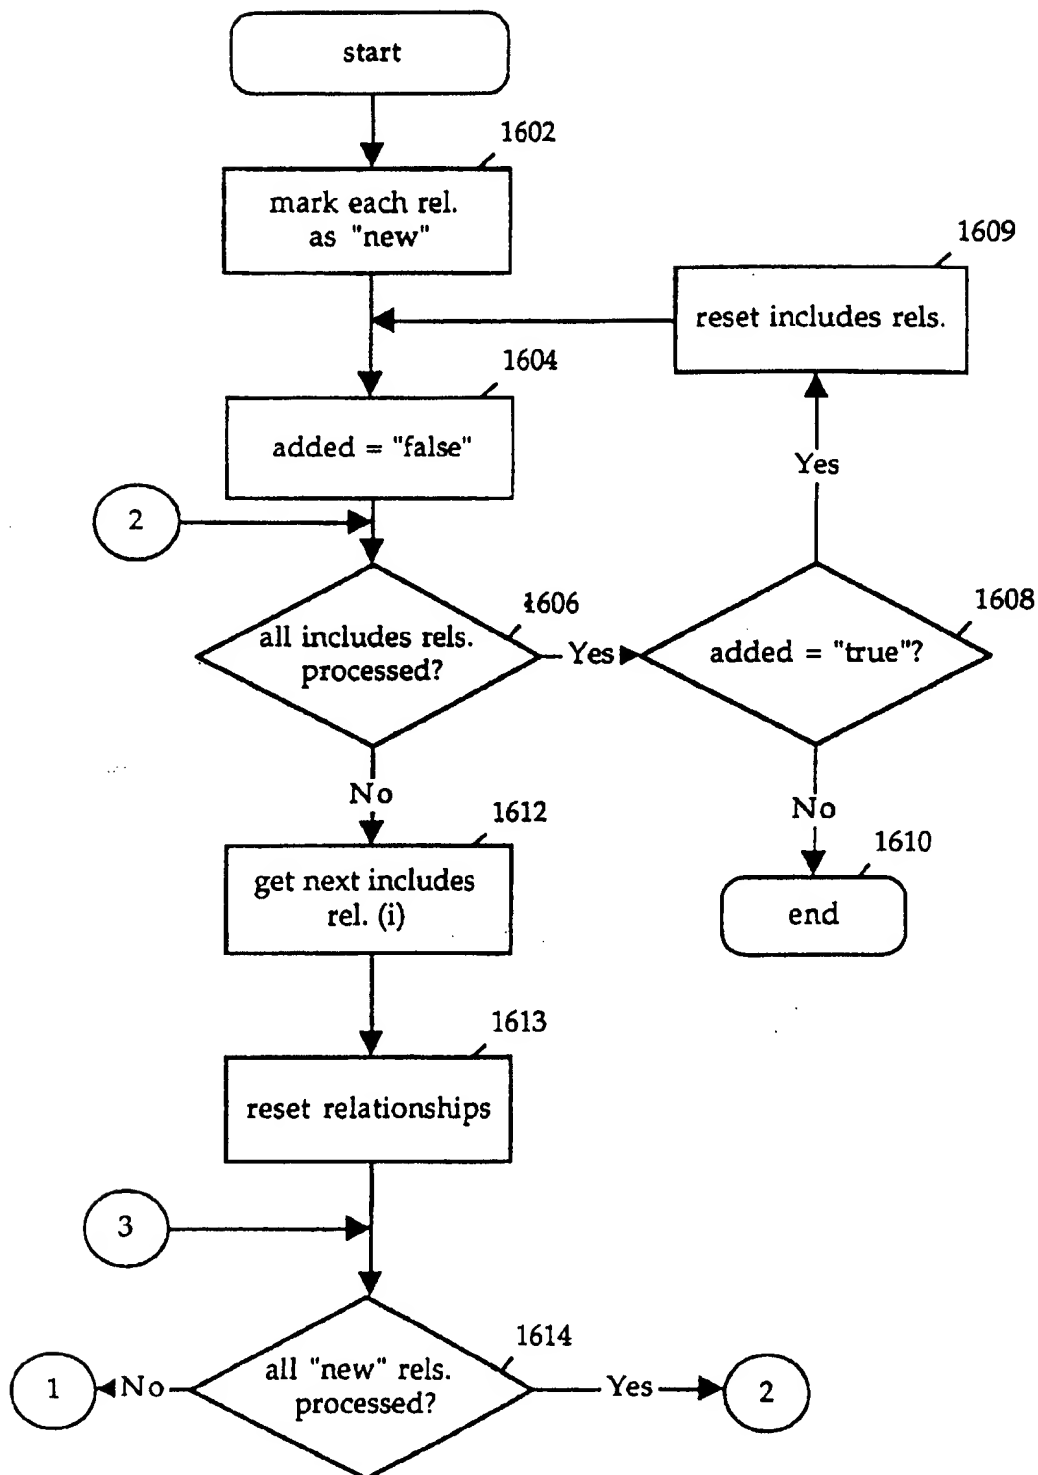 start
1602
mark each rel.
as "new"
1609
reset includes rels.
1604
added = "false"
Yes
2
1606
all includes rels.
processed?
Yes
1608
added = "true"?
No
No
1612
get next includes
rel. (i)
1610
end
1613
reset relationships
3
1614
all "new" rels.
processed?
1
No
Yes
2